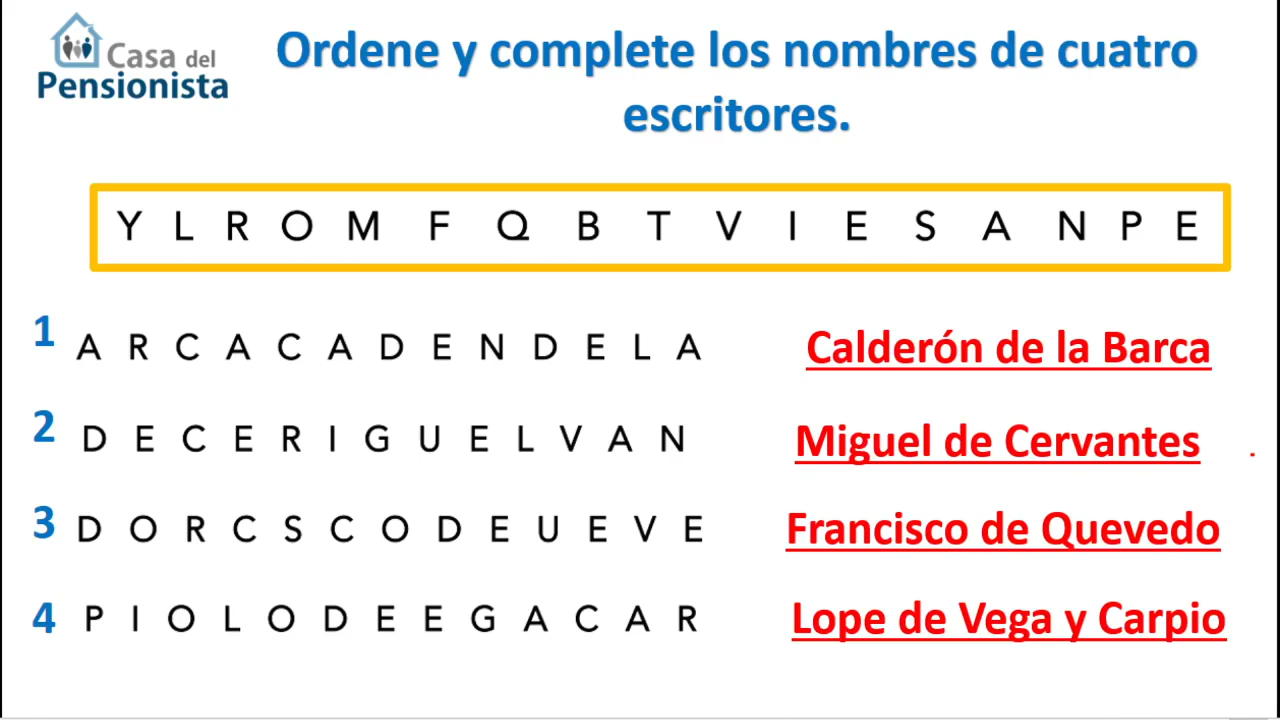 Casa del
Pensionista
Ordene y complete los nombres de cuatro
escritores.
Y L R O M F Q B T V I E S A N P E
1 A R C A C A D E N D E L A Calderón de la Barca
2 D E C E R I G U E L V A N Miguel de Cervantes .
3 D O R C S C O D E U E V E Francisco de Quevedo
4 P I O L O D E E G A C A R Lope de Vega y Carpio